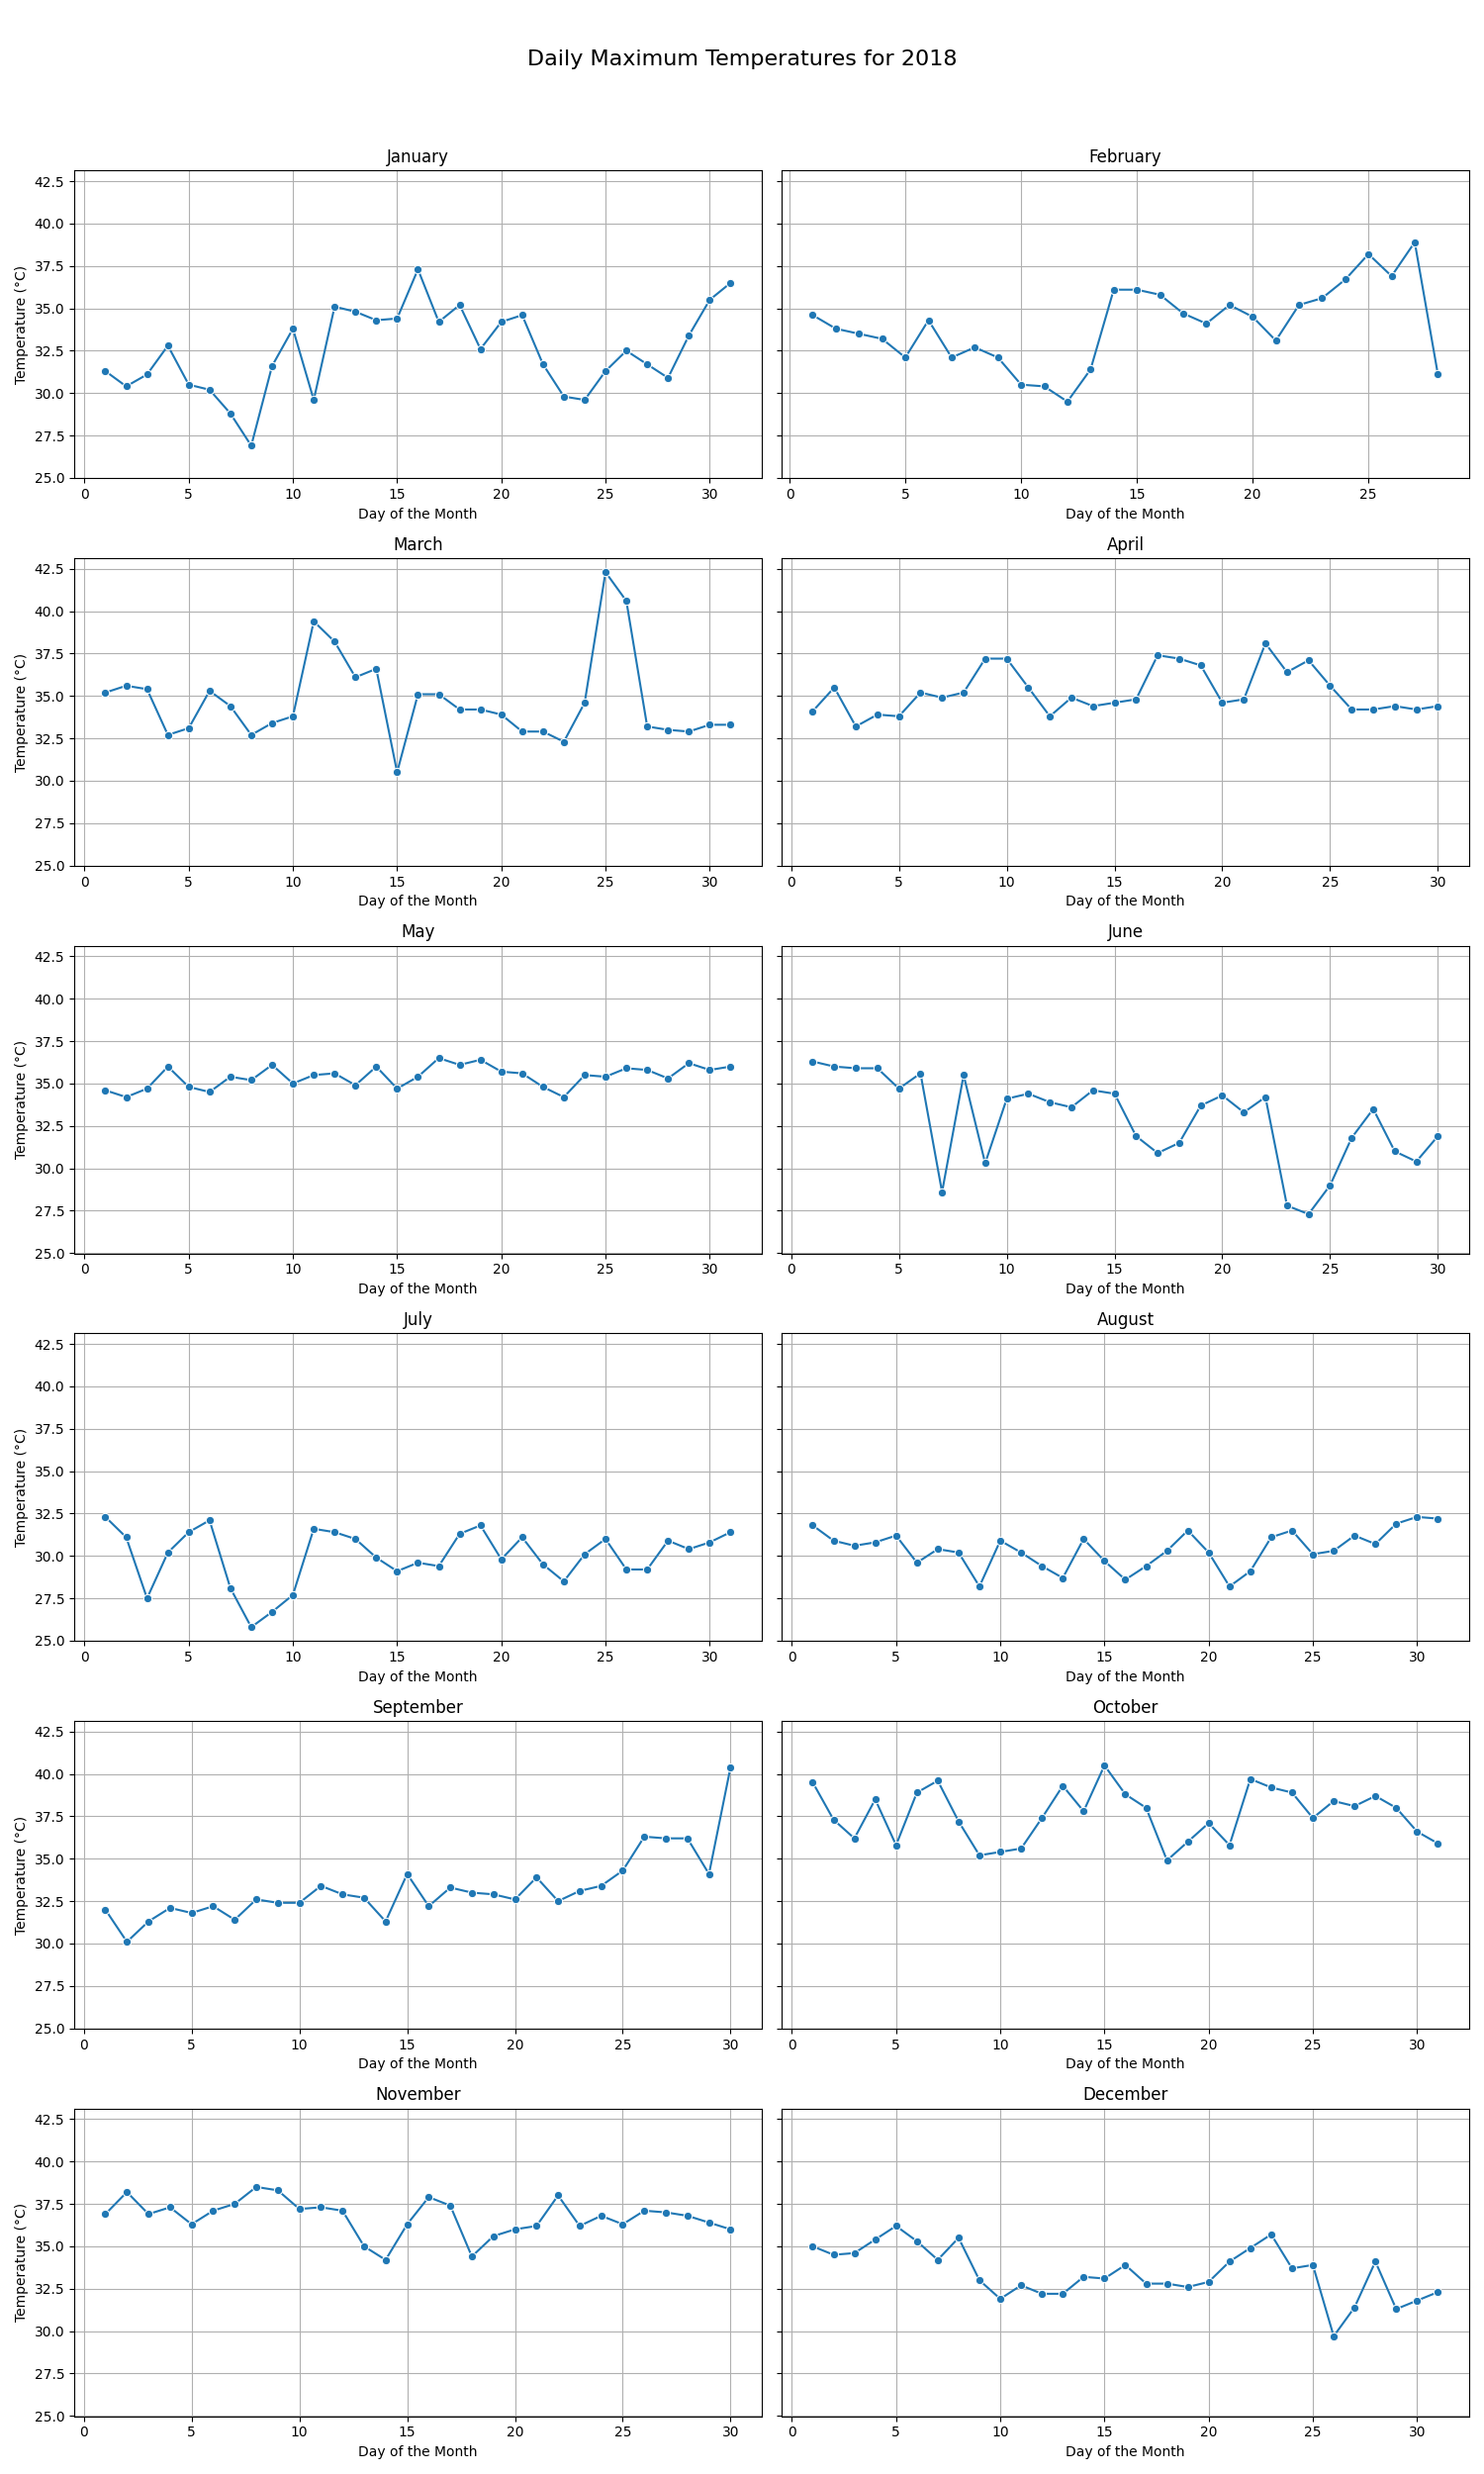 Daily Maximum Temperatures for 2018
January
Temperature (°C)
42.5
40.0
37.5
35.0
32.5
30.0
27.5
25.0
0 5 10 15 20 25 30
Day of the Month
February
0 5 10 15 20 25
Day of the Month
March
Temperature (°C)
42.5
40.0
37.5
35.0
32.5
30.0
27.5
25.0
0 5 10 15 20 25 30
Day of the Month
April
0 5 10 15 20 25 30
Day of the Month
May
Temperature (°C)
42.5
40.0
37.5
35.0
32.5
30.0
27.5
25.0
0 5 10 15 20 25 30
Day of the Month
June
0 5 10 15 20 25 30
Day of the Month
July
Temperature (°C)
42.5
40.0
37.5
35.0
32.5
30.0
27.5
25.0
0 5 10 15 20 25 30
Day of the Month
August
0 5 10 15 20 25 30
Day of the Month
September
Temperature (°C)
42.5
40.0
37.5
35.0
32.5
30.0
27.5
25.0
0 5 10 15 20 25 30
Day of the Month
October
0 5 10 15 20 25 30
Day of the Month
November
Temperature (°C)
42.5
40.0
37.5
35.0
32.5
30.0
27.5
25.0
0 5 10 15 20 25 30
Day of the Month
December
0 5 10 15 20 25 30
Day of the Month